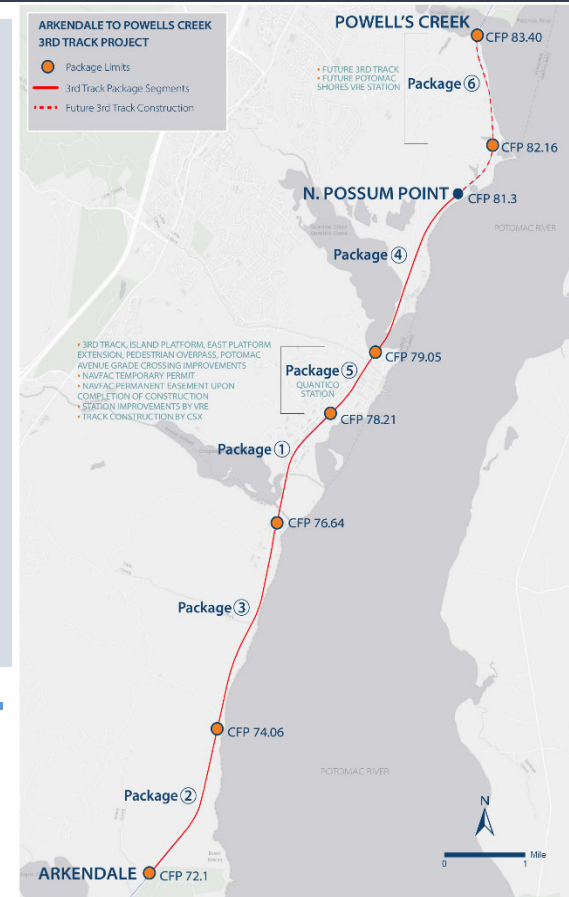 ARKENDALE TO POWELLS CREEK
3RD TRACK PROJECT
Package Limits
3rd Track Package Segments
Future 3rd Track Construction
POWELL'S CREEK
CFP 83.40
• FUTURE 3RD TRACK
• FUTURE POTOMAC
SHORES VRE STATION
Package 6
CFP 82.16
N. POSSUM POINT
CFP 81.3
POTOMAC RIVER
Package 4
• 3RD TRACK, ISLAND PLATFORM, EAST PLATFORM
EXTENSION, PEDESTRIAN OVERPASS, POTOMAC
AVENUE GRADE CROSSING IMPROVEMENTS
• NAVFAC TEMPORARY PERMIT
• NAVFAC PERMANENT EASEMENT UPON
COMPLETION OF CONSTRUCTION
• STATION IMPROVEMENTS BY VRE
• TRACK CONSTRUCTION BY CSX
CFP 79.05
Package 5
QUANTICO
STATION
CFP 78.21
Package 1
CFP 76.64
Package 3
CFP 74.06
POTOMAC RIVER
Package 2
N
ARKENDALE
CFP 72.1
0
1
Mile